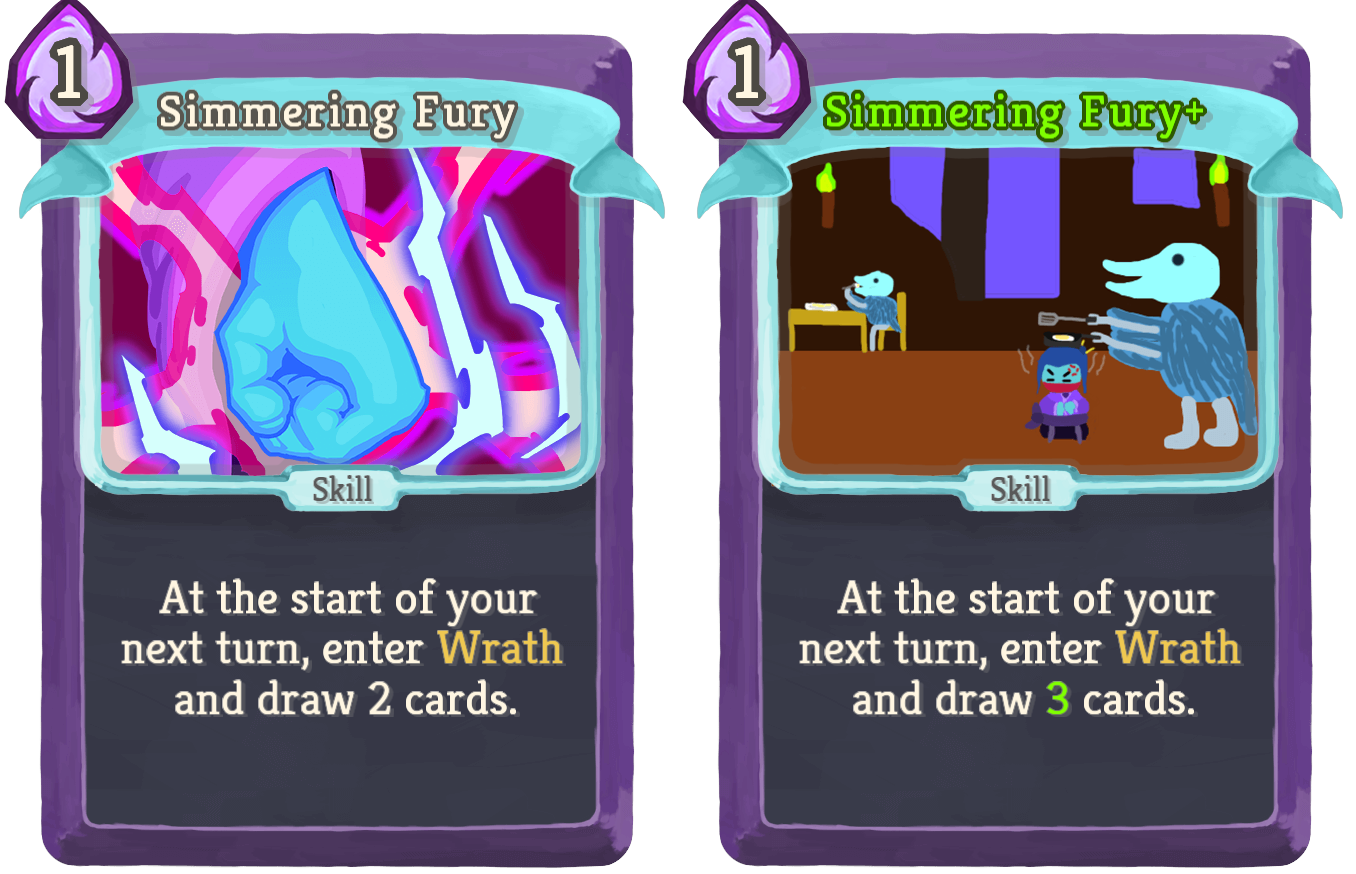 1
Simmering Fury
Skill
At the start of your
next turn, enter Wrath
and draw 2 cards.
1
Simmering Fury+
Skill
At the start of your
next turn, enter Wrath
and draw 3 cards.